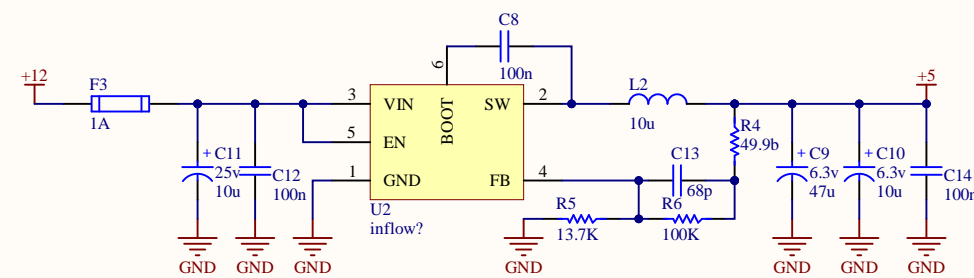 C8
100n
+12
F3
1A
6
3
VIN
BOOT
SW
2
L2
10u
+5
5
EN
1
GND
FB
4
U2
inflow?
C11
25v
10u
C12
100n
R4
49.9b
C13
68p
R5
13.7K
R6
100K
C9
6.3v
47u
C10
6.3v
10u
C14
100n
GND
GND
GND
GND
GND
GND
GND